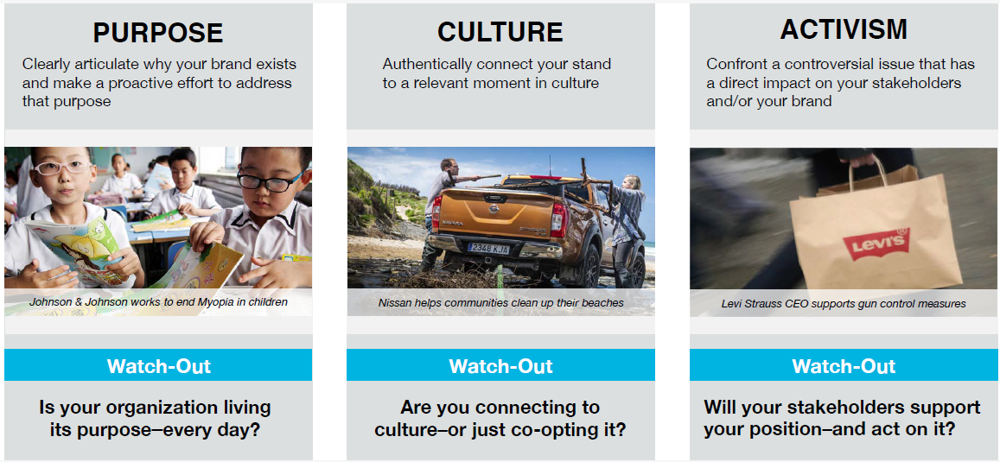 PURPOSE
Clearly articulate why your brand exists
and make a proactive effort to address
that purpose
Johnson & Johnson works to end Myopia in children
Watch-Out
Is your organization living
its purpose–every day?
CULTURE
Authentically connect your stand
to a relevant moment in culture
NAVARA
2348 KJA
Nissan helps communities clean up their beaches
Watch-Out
Are you connecting to
culture–or just co-opting it?
ACTIVISM
Confront a controversial issue that has
a direct impact on your stakeholders
and/or your brand
LEVI'S®
Levi Strauss CEO supports gun control measures
Watch-Out
Will your stakeholders support
your position–and act on it?